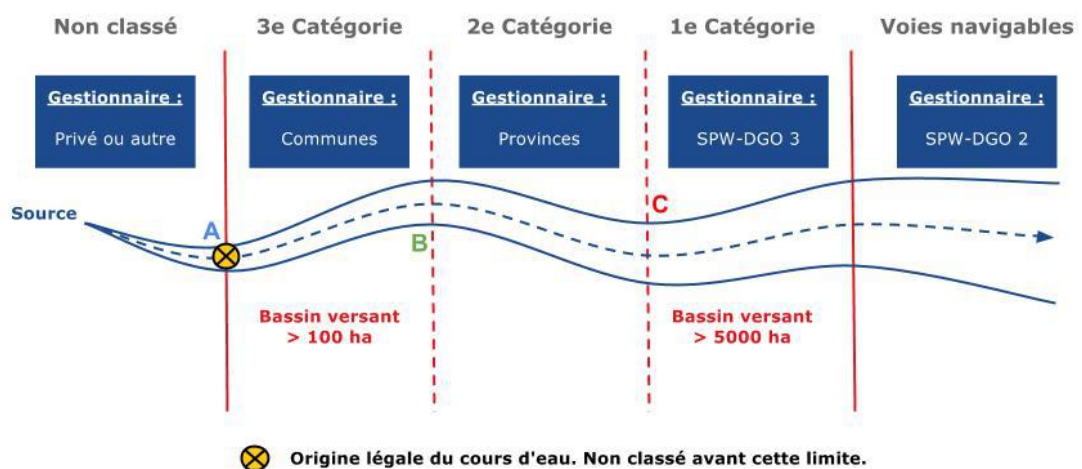 Non classé
3e Catégorie
2e Catégorie
1e Catégorie
Voies navigables
Gestionnaire :
Privé ou autre
Gestionnaire :
Communes
Gestionnaire :
Provinces
Gestionnaire :
SPW-DGO 3
Gestionnaire :
SPW-DGO 2
Source
A
B
C
Bassin versant
> 100 ha
Bassin versant
> 5000 ha
Origine légale du cours d'eau. Non classé avant cette limite.